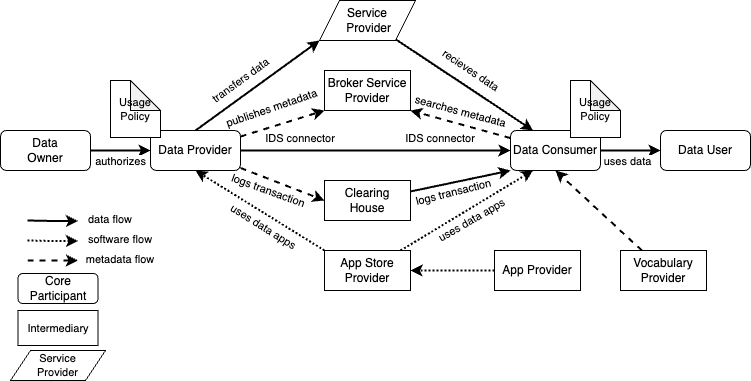 Service
Provider
transfers data
recieves data
Usage
Policy
Broker Service
Provider
Usage
Policy
publishes metadata
searches metadata
Data
Owner
authorizes
Data Provider
IDS connector
IDS connector
Data Consumer
uses data
Data User
logs transaction
Clearing
House
logs transaction
uses data apps
uses data apps
data flow
software flow
metadata flow
App Store
Provider
App Provider
Vocabulary
Provider
Core
Participant
Intermediary
Service
Provider